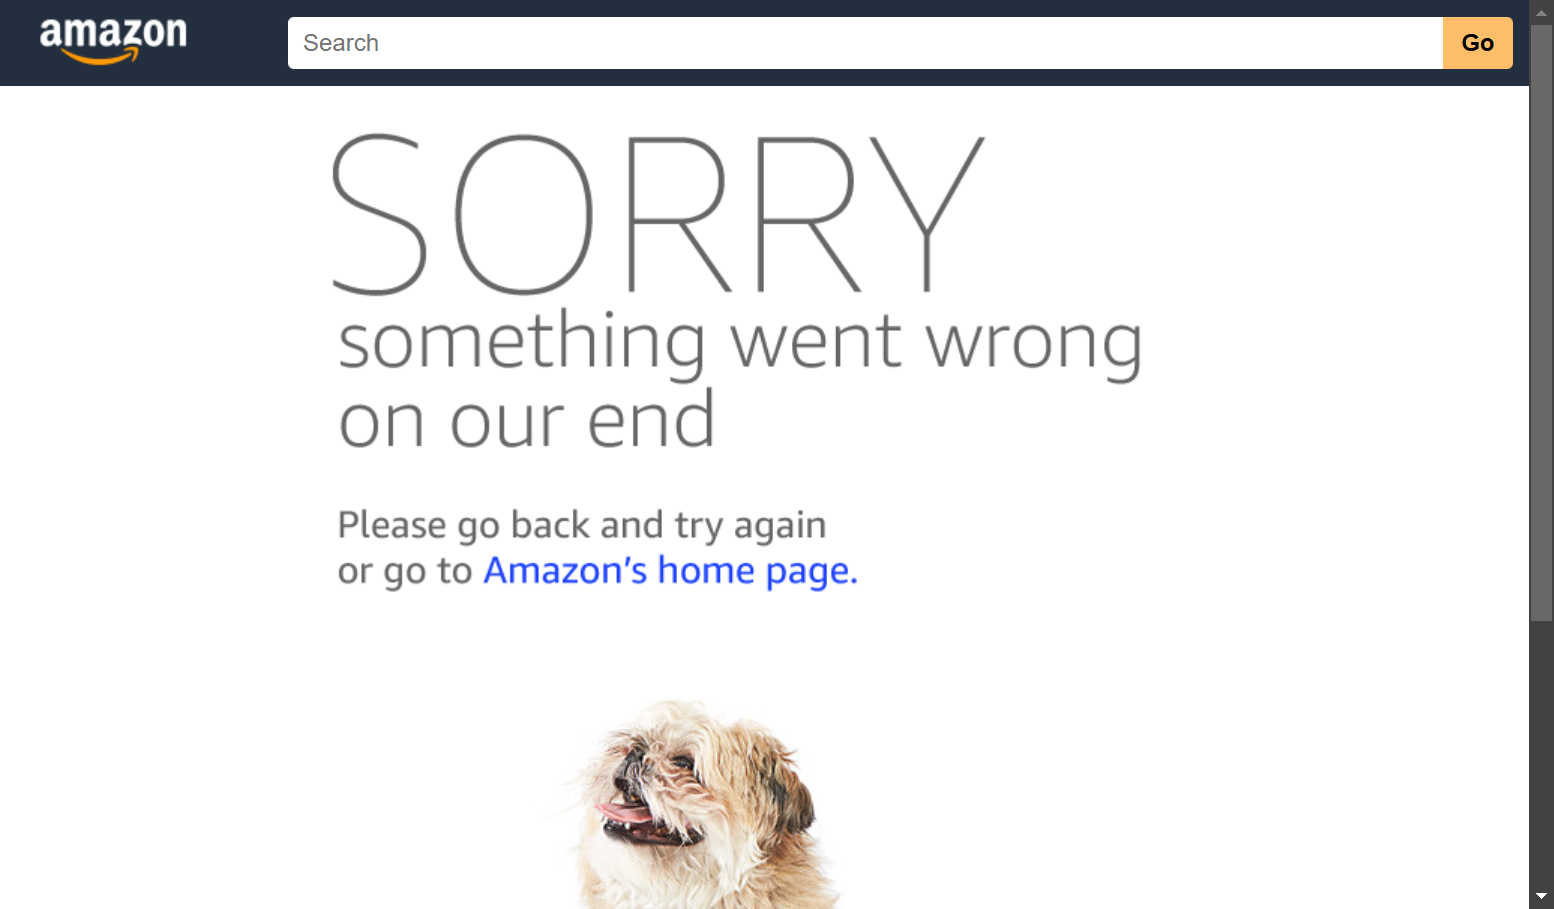 amazon
Search
Go
SORRY
something went wrong
on our end
Please go back and try again
or go to Amazon's home page.